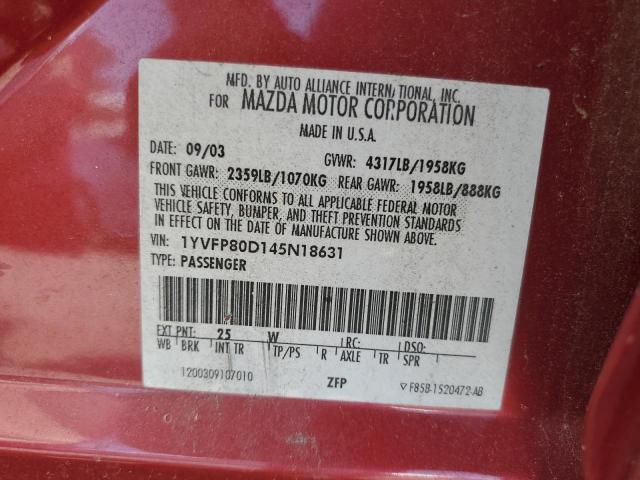 MFD. BY AUTO ALLIANCE INTERNATIONAL, INC.
FOR MAZDA MOTOR CORPORATION
MADE IN U.S.A.
DATE: 09/03 GVWR: 4317LB/1958KG
FRONT GAWR: 2359LB/1070KG REAR GAWR: 1958LB/888KG
THIS VEHICLE CONFORMS TO ALL APPLICABLE FEDERAL MOTOR
VEHICLE SAFETY, BUMPER, AND THEFT PREVENTION STANDARDS
IN EFFECT ON THE DATE OF MANUFACTURE SHOWN ABOVE.
VIN: 1YVFP80D145N18631
TYPE: PASSENGER
EXT PNT: 25 W RC: DSO:
WB BRK INT TR TP/PS R AXLE TR SPR
1200309107010 ZFP F85B-1520472-AB